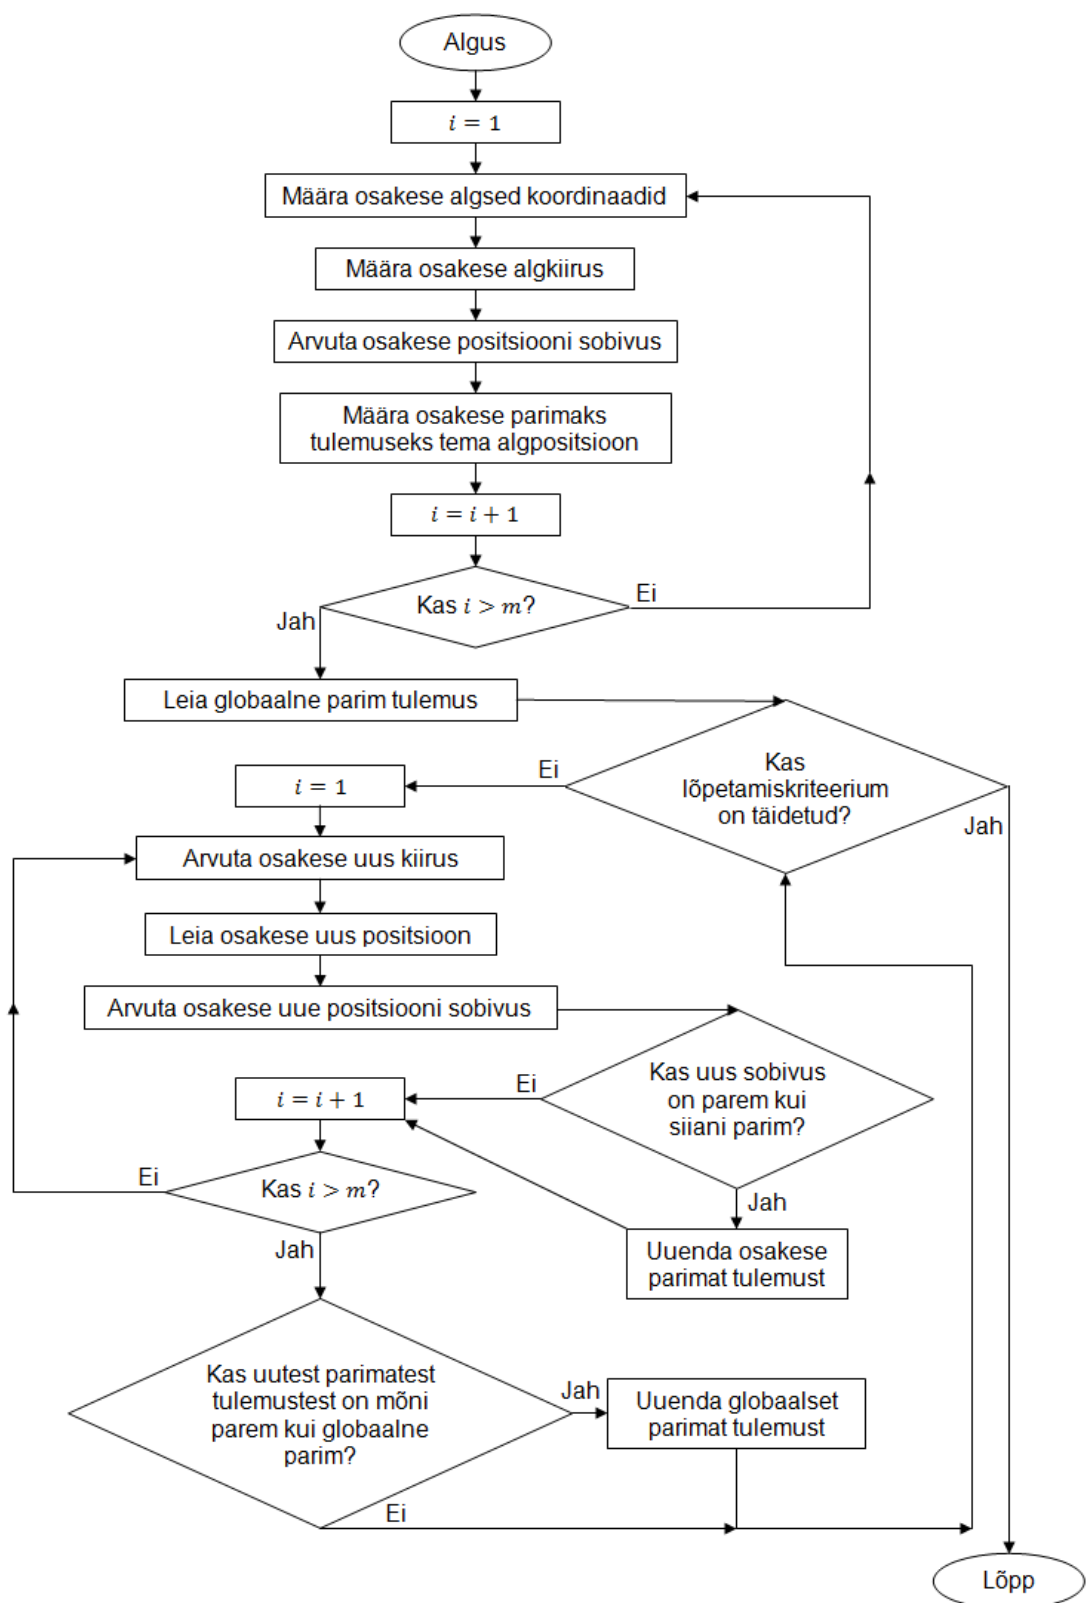 Algus
i = 1
Määra osakese algsed koordinaadid
Määra osakese algkiirus
Arvuta osakese positsiooni sobivus
Määra osakese parimaks
tulemuseks tema algpositsioon
i = i + 1
Kas i > m?
Ei
Jah
Leia globaalne parim tulemus
Kas
lõpetamiskriteerium
on täidetud?
Ei
Jah
i = 1
Arvuta osakese uus kiirus
Leia osakese uus positsioon
Arvuta osakese uue positsiooni sobivus
Kas uus sobivus
on parem kui
siiani parim?
Ei
Jah
i = i + 1
Uuenda osakese
parimat tulemust
Kas i > m?
Ei
Jah
Kas uutest parimatest
tulemustest on mõni
parem kui globaalne
parim?
Jah
Uuenda globaalset
parimat tulemust
Ei
Lõpp